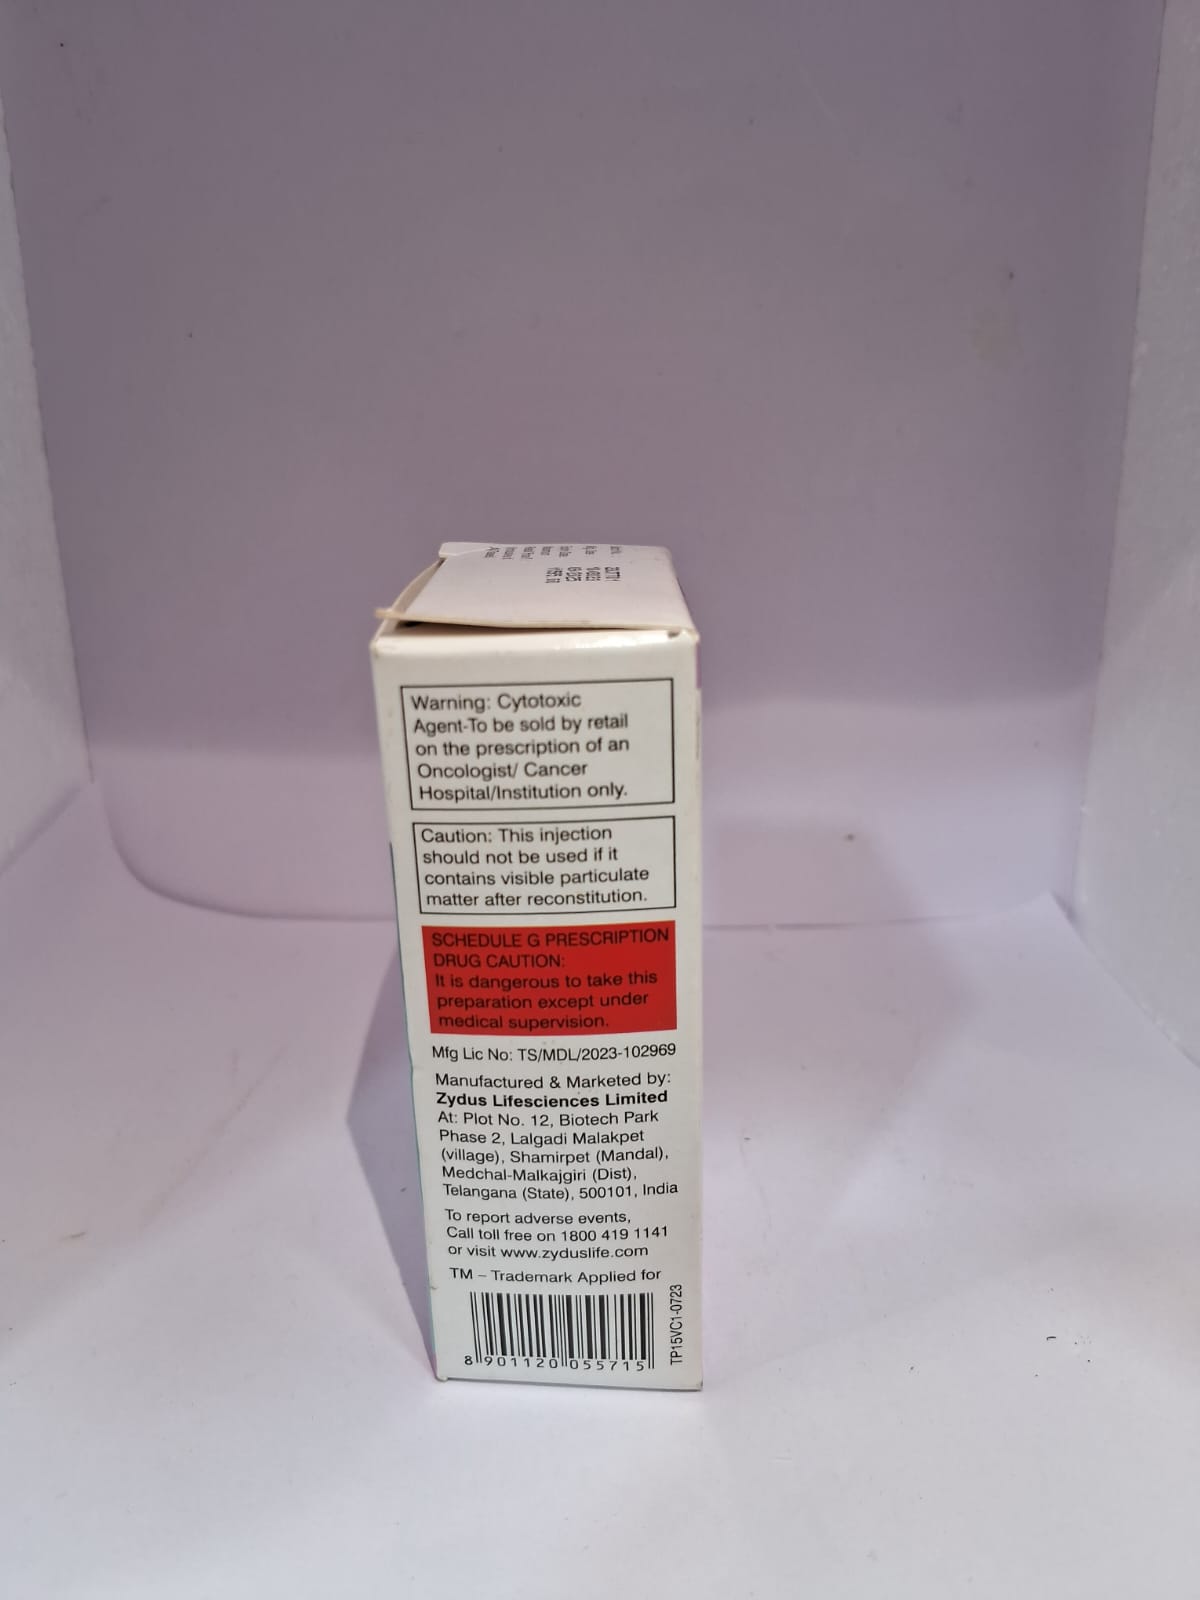 Warning: Cytotoxic
Agent-To be sold by retail
on the prescription of an
Oncologist/ Cancer
Hospital/Institution only.
Caution: This injection
should not be used if it
contains visible particulate
matter after reconstitution.
SCHEDULE G PRESCRIPTION
DRUG CAUTION:
It is dangerous to take this
preparation except under
medical supervision.
Mfg Lic No: TS/MDL/2023-102969
Manufactured & Marketed by:
Zydus Lifesciences Limited
At: Plot No. 12, Biotech Park
Phase 2, Lalgadi Malakpet
(village), Shamirpet (Mandal),
Medchal-Malkajgiri (Dist),
Telangana (State), 500101, India
To report adverse events,
Call toll free on 1800 419 1141
or visit www.zyduslife.com
TM – Trademark Applied for
8 901120 055715
TP15VC1-0723